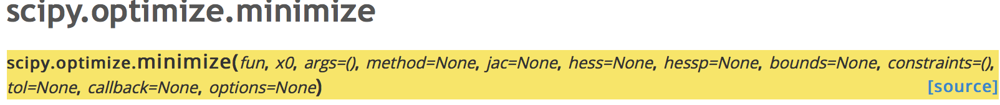 scipy.optimize.minimize
scipy.optimize.minimize(fun, x0, args=(), method=None, jac=None, hess=None, hessp=None, bounds=None, constraints=(),
tol=None, callback=None, options=None) [source]